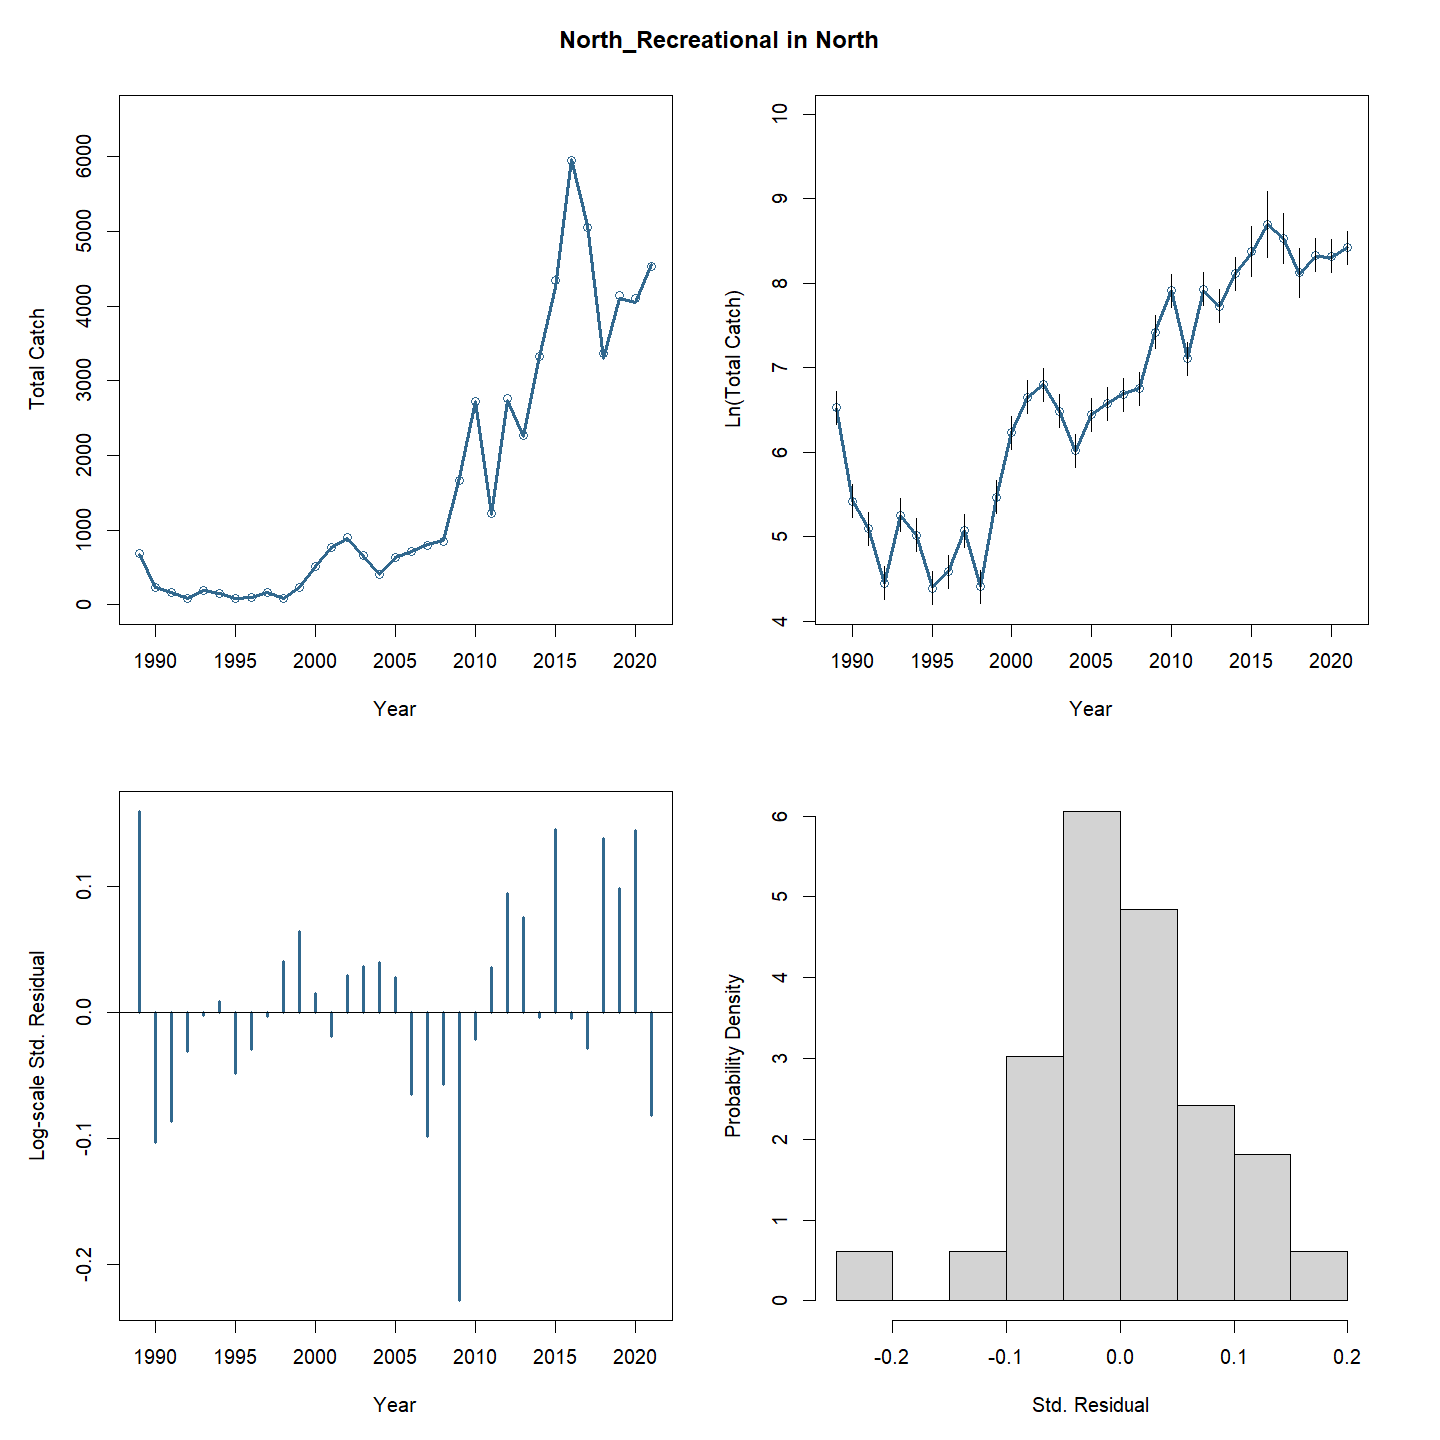 North_Recreational in North
Total Catch
0 1000 2000 3000 4000 5000 6000
1990 1995 2000 2005 2010 2015 2020
Year
Ln(Total Catch)
4 5 6 7 8 9 10
1990 1995 2000 2005 2010 2015 2020
Year
Log-scale Std. Residual
-0.2 -0.1 0.0 0.1
1990 1995 2000 2005 2010 2015 2020
Year
Probability Density
0 1 2 3 4 5 6
-0.2 -0.1 0.0 0.1 0.2
Std. Residual